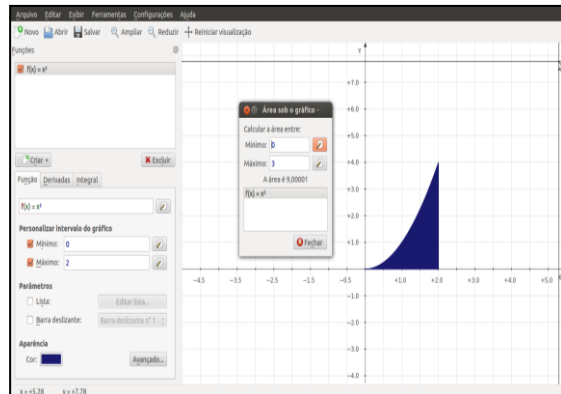 Arquivo Editar Exibir Ferramentas Configurações Ajuda
Novo Abrir Salvar Ampliar Reduzir Reiniciar visualização
Funções
f(x) = x²
Criar
Excluir
Função Derivadas Integral
f(x) = x²
Personalizar intervalo do gráfico
Mínimo: 0
Máximo: 2
Parâmetros
Lista: Editar lista...
Barra deslizante: Barra deslizante n° 1
Aparência
Cor: Avançado...
x = +5.28 y = +7.78
Área sob o gráfico -
Calcular a área entre:
Mínimo: 0
Máximo: 3
A área é 9,00001
f(x) = x²
Fechar
Y
+7.0
+4.0
+3.0
+2.0
+1.0
−4.5 −3.5 −2.5 −1.5 −0.5 +1.0 +2.0 +3.0 +4.0 +5.0
−1.0
−2.0
−3.0
−4.0